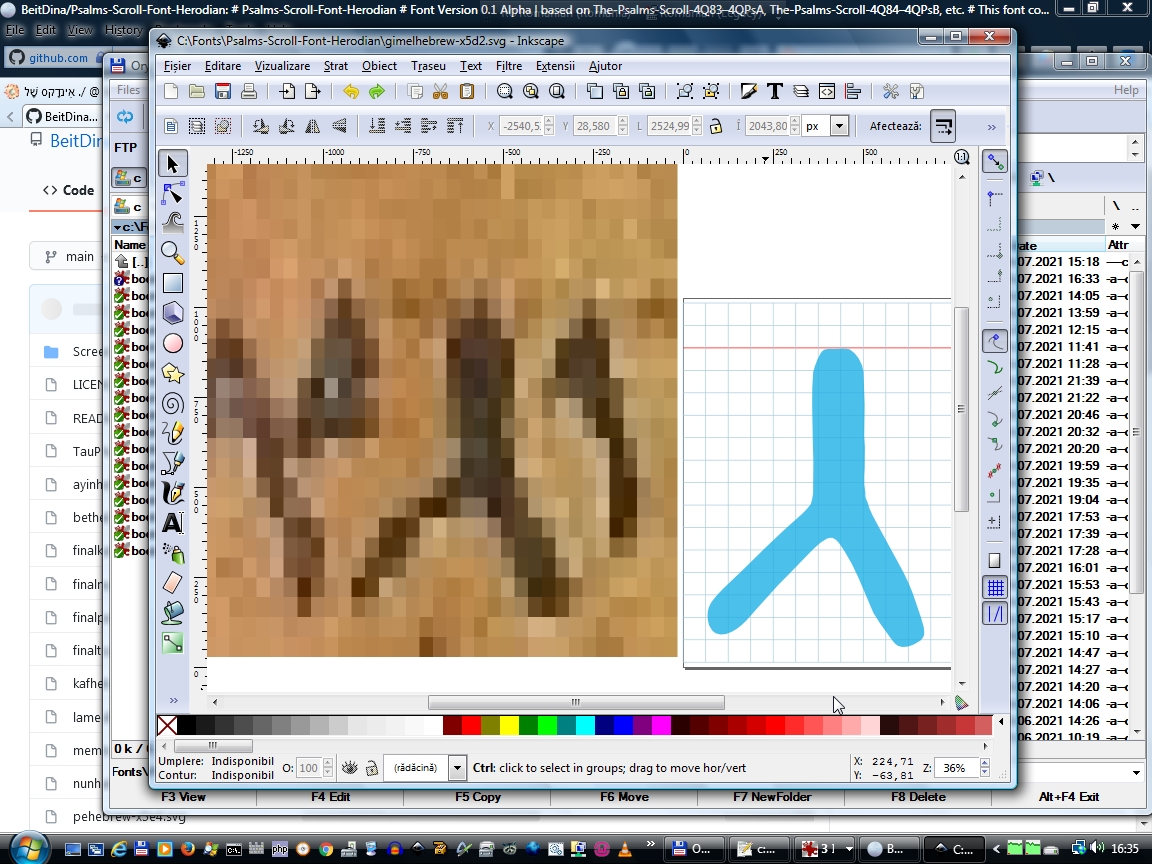 BeitDina/Psalms-Scroll-Font-Herodian: # Psalms-Scroll-Font-Herodian # Font Version 0.1 Alpha | based on The-Psalms-Scroll-4Q83-4QPsA, The-Psalms-Scroll-4Q84-4QPsB, etc. # This font co...
File Edit View History
C:\Fonts\Psalms-Scroll-Font-Herodian\gimelhebrew-x5d2.svg - Inkscape
github.com
Fișier Editare Vizualizare Strat Obiect Traseu Text Filtre Extensii Ajutor
Files
Help
BeitDina...
X -2540,5 Y 28,580 L 2524,99 Î 2043,80 px Afectează:
BeitDin
FTP
-1250 -1000 -750 -500 -250 0 250 500
<> Code
main
Name
[..]
Attr
07.2021 15:18
07.2021 16:33 -a-
07.2021 14:05 -a-
07.2021 13:59 -a-
07.2021 12:15 -a-
07.2021 11:41 -a-
07.2021 11:28 -a-
07.2021 21:39 -a-
07.2021 21:22 -a-
07.2021 20:46 -a-
07.2021 20:32 -a-
07.2021 20:20 -a-
07.2021 19:59 -a-
07.2021 19:35 -a-
07.2021 19:04 -a-
07.2021 17:53 -a-
07.2021 17:39 -a-
07.2021 17:28 -a-
07.2021 16:01 -a-
07.2021 15:53 -a-
07.2021 15:43 -a-
07.2021 15:17 -a-
07.2021 15:10 -a-
07.2021 14:47 -a-
07.2021 14:27 -a-
07.2021 14:20 -a-
07.2021 14:06 -a-
06.2021 14:26 -a-
06.2021 10:19 -a-
Scree
LICEN
READ
TauP
ayinh
bethe
finalk
finaln
finalp
finalt
kafhe
lame
mem
nunh
pehebrew-x5e4.svg
0 k /
Fonts\
Umplere: Indisponibil
Contur: Indisponibil
O: 100
(rădăcină)
Ctrl: click to select in groups; drag to move hor/vert
X: 224,71
Y: -63,81
Z: 36%
F3 View F4 Edit F5 Copy F6 Move F7 NewFolder F8 Delete Alt+F4 Exit
O... c:... 3 B... C:... 16:35